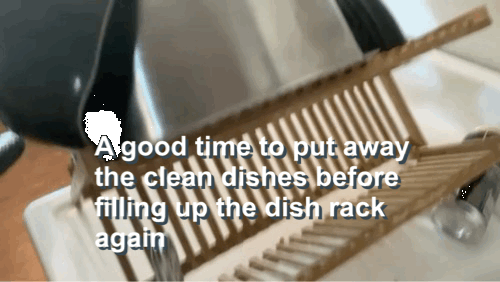 A good time to put away
the clean dishes before
filling up the dish rack
again